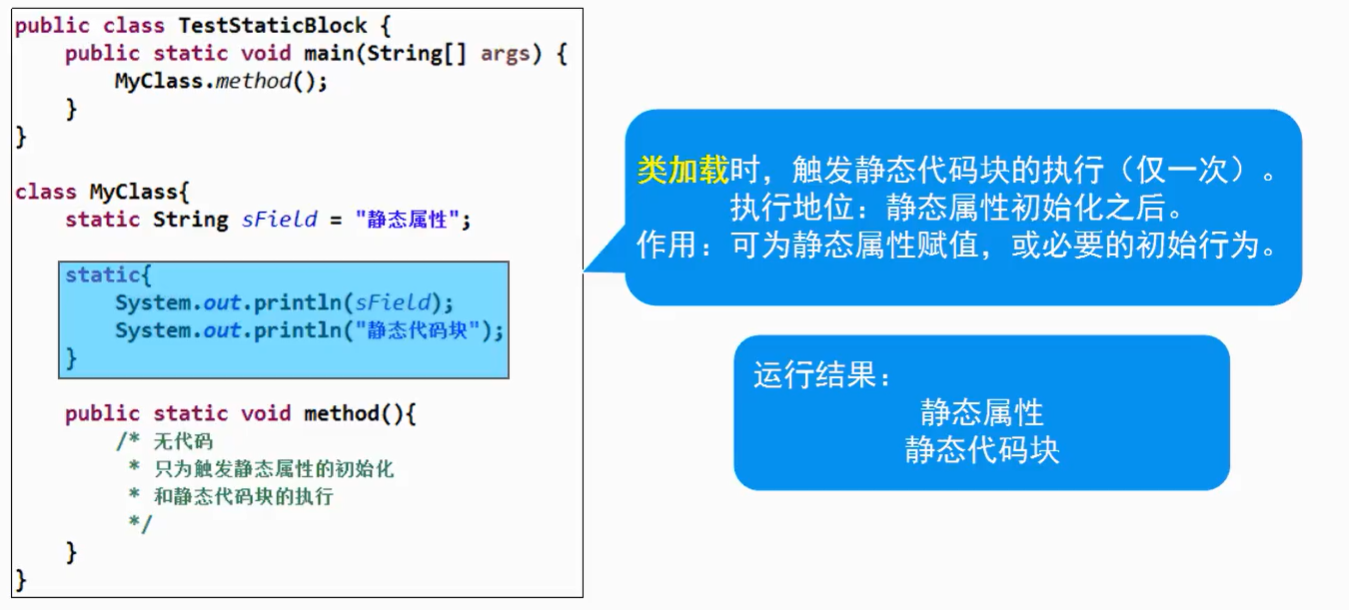 public class TestStaticBlock {
    public static void main(String[] args) {
        MyClass.method();
    }
}
class MyClass{
    static String sField = "静态属性";
    static{
        System.out.println(sField);
        System.out.println("静态代码块");
    }
    public static void method(){
        /* 无代码
         * 只为触发静态属性的初始化
         * 和静态代码块的执行
         */
    }
}
类加载时，触发静态代码块的执行（仅一次）。
执行地位：静态属性初始化之后。
作用：可为静态属性赋值，或必要的初始行为。
运行结果：
静态属性
静态代码块